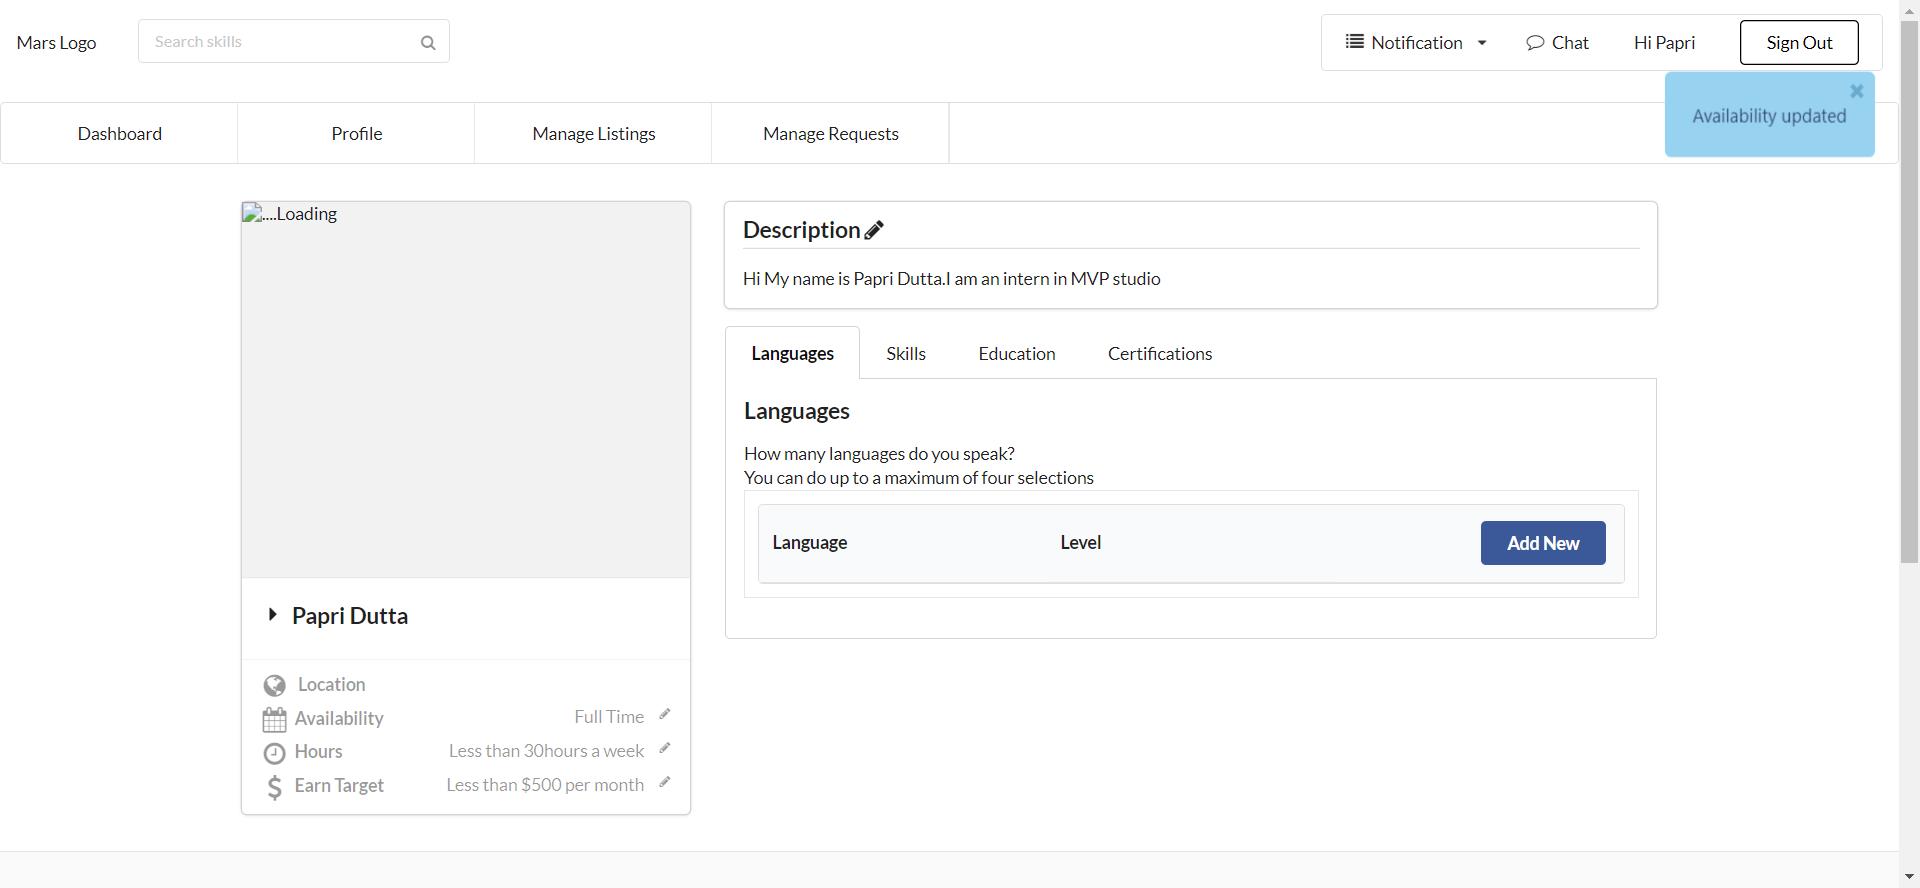 Mars Logo
Search skills
Notification
Chat
Hi Papri
Sign Out
Availability updated
Dashboard
Profile
Manage Listings
Manage Requests
....Loading
Papri Dutta
Location
Availability
Full Time
Hours
Less than 30hours a week
Earn Target
Less than $500 per month
Description
Hi My name is Papri Dutta.I am an intern in MVP studio
Languages
Skills
Education
Certifications
Languages
How many languages do you speak?
You can do up to a maximum of four selections
Language
Level
Add New